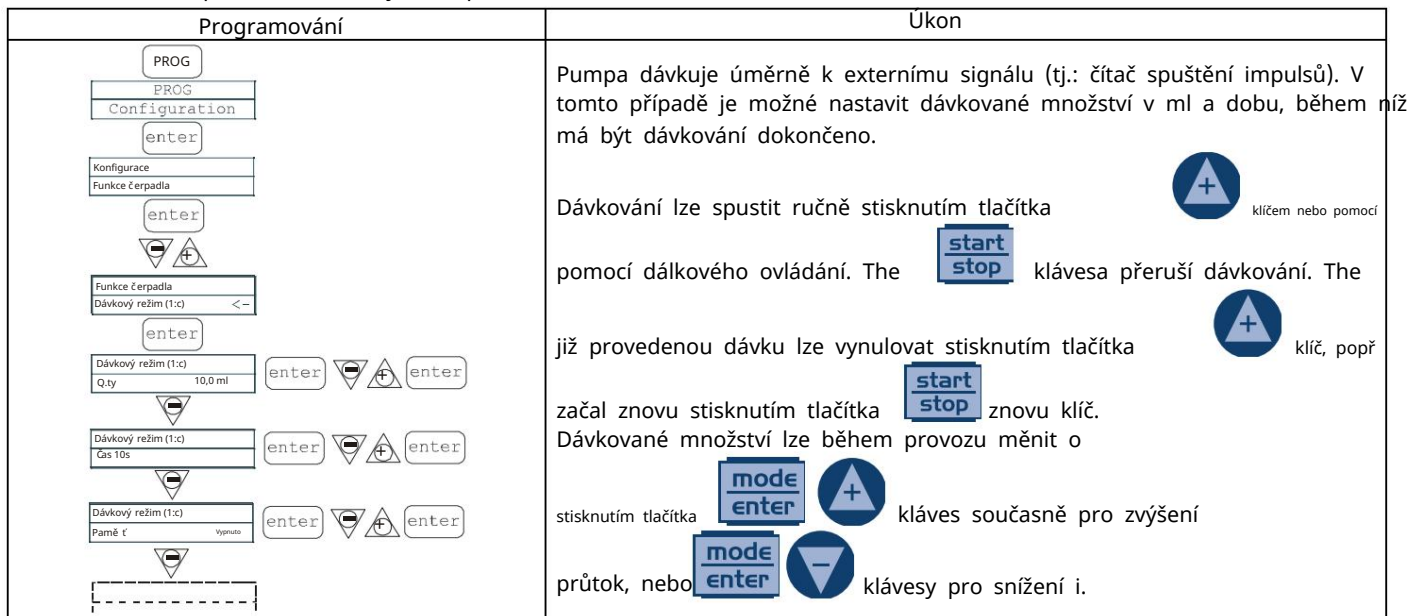 Programování
Úkon
PROG
PROG
Configuration
enter
Konfigurace
Funkce čerpadla
enter
Funkce čerpadla
Dávkový režim (1:c) <-
enter
Dávkový režim (1:c)
Q.ty 10,0 ml
enter enter
Dávkový režim (1:c)
Čas 10s
enter enter
Dávkový režim (1:c)
Pamě ť Vypnuto
enter enter
Pumpa dávkuje úměrně k externímu signálu (tj.: čítač spuštění impulsů). V
tomto případě je možné nastavit dávkované množství v ml a dobu, během níž
má být dávkování dokončeno.
Dávkování lze spustit ručně stisknutím tlačítka + klíčem nebo pomocí
pomocí dálkového ovládání. The start stop klávesa přeruší dávkování. The
již provedenou dávku lze vynulovat stisknutím tlačítka + klíč, popř
začal znovu stisknutím tlačítka start stop znovu klíč.
Dávkované množství lze během provozu měnit o
stisknutím tlačítka mode enter + kláves současně pro zvýšení
průtok, nebo mode enter − klávesy pro snížení i.